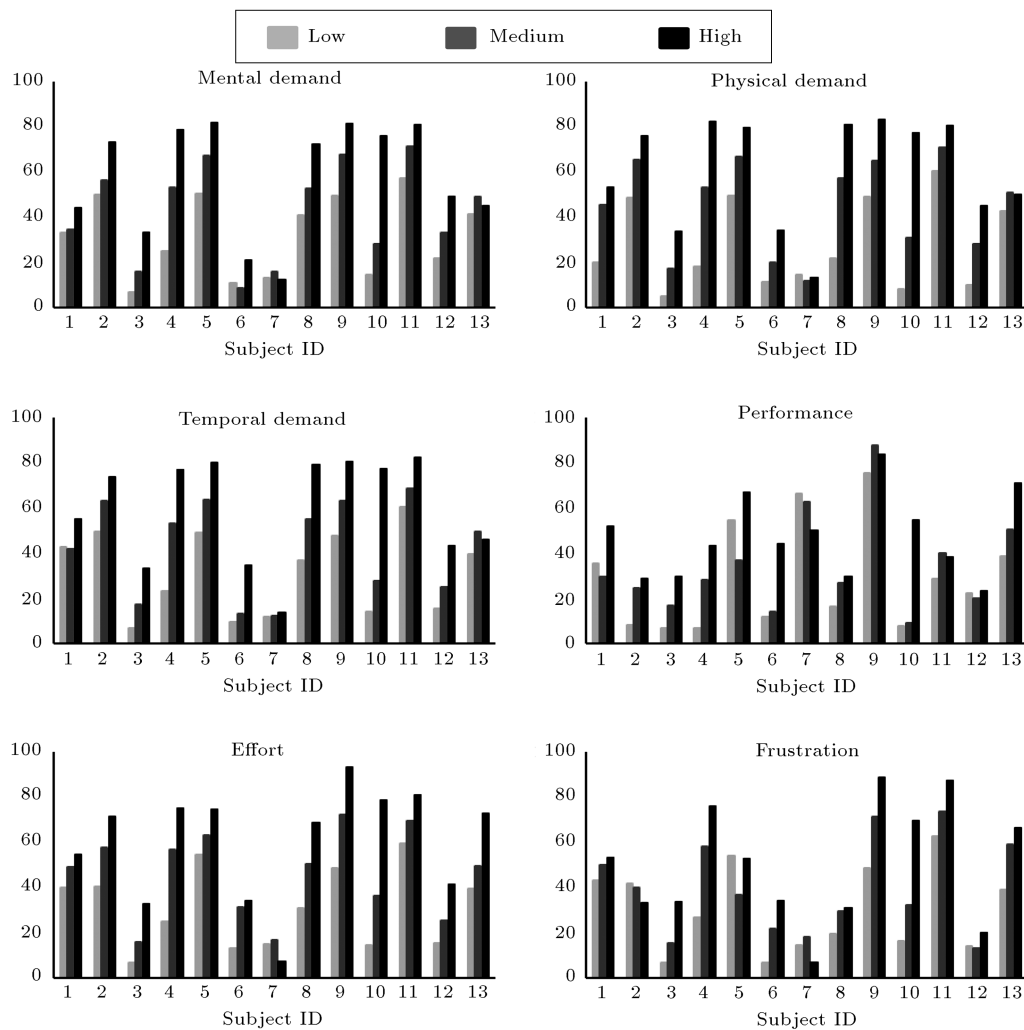 Low Medium High
Mental demand
100
80
60
40
20
0
1 2 3 4 5 6 7 8 9 10 11 12 13
Subject ID
Physical demand
100
80
60
40
20
0
1 2 3 4 5 6 7 8 9 10 11 12 13
Subject ID
Temporal demand
100
80
60
40
20
0
1 2 3 4 5 6 7 8 9 10 11 12 13
Subject ID
Performance
100
80
60
40
20
0
1 2 3 4 5 6 7 8 9 10 11 12 13
Subject ID
Effort
100
80
60
40
20
0
1 2 3 4 5 6 7 8 9 10 11 12 13
Subject ID
Frustration
100
80
60
40
20
0
1 2 3 4 5 6 7 8 9 10 11 12 13
Subject ID